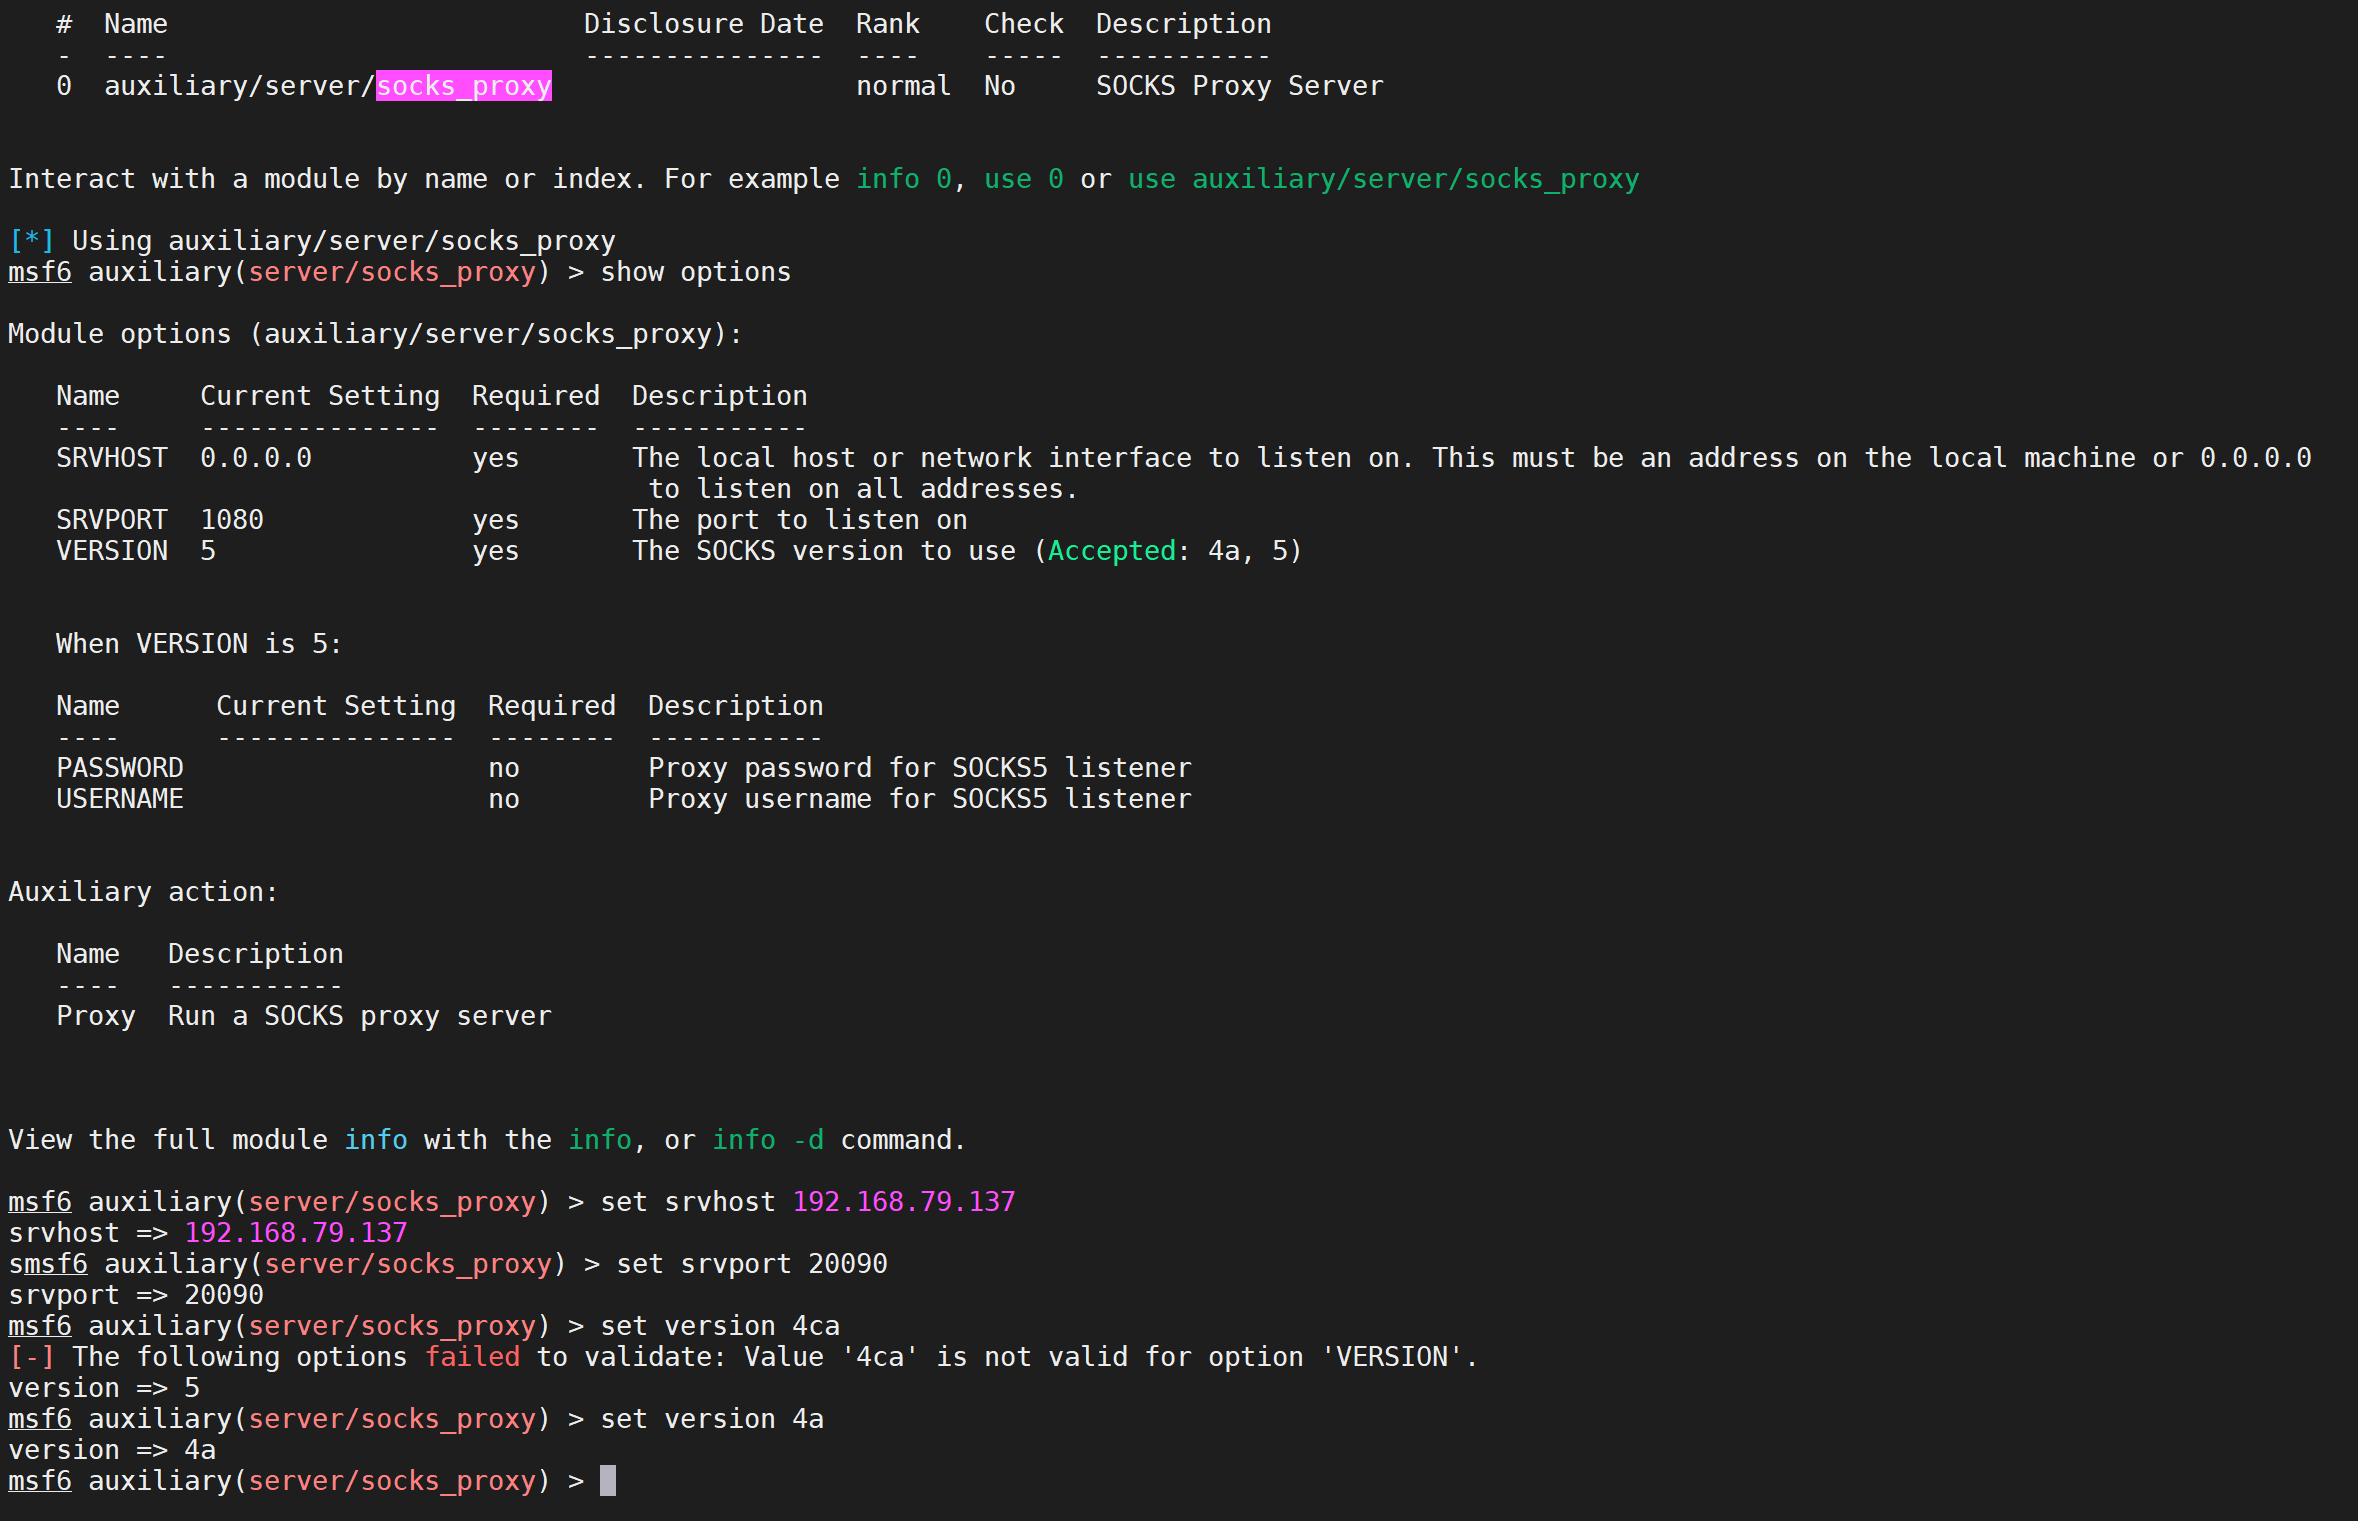 #  Name                          Disclosure Date  Rank    Check  Description
   -  ----                          ---------------  ----    -----  -----------
   0  auxiliary/server/socks_proxy                   normal  No     SOCKS Proxy Server


Interact with a module by name or index. For example info 0, use 0 or use auxiliary/server/socks_proxy

[*] Using auxiliary/server/socks_proxy
msf6 auxiliary(server/socks_proxy) > show options

Module options (auxiliary/server/socks_proxy):

   Name     Current Setting  Required  Description
   ----     ---------------  --------  -----------
   SRVHOST  0.0.0.0          yes       The local host or network interface to listen on. This must be an address on the local machine or 0.0.0.0
                                        to listen on all addresses.
   SRVPORT  1080             yes       The port to listen on
   VERSION  5                yes       The SOCKS version to use (Accepted: 4a, 5)


   When VERSION is 5:

   Name      Current Setting  Required  Description
   ----      ---------------  --------  -----------
   PASSWORD                   no        Proxy password for SOCKS5 listener
   USERNAME                   no        Proxy username for SOCKS5 listener


Auxiliary action:

   Name   Description
   ----   -----------
   Proxy  Run a SOCKS proxy server



View the full module info with the info, or info -d command.

msf6 auxiliary(server/socks_proxy) > set srvhost 192.168.79.137
srvhost => 192.168.79.137
smsf6 auxiliary(server/socks_proxy) > set srvport 20090
srvport => 20090
msf6 auxiliary(server/socks_proxy) > set version 4ca
[-] The following options failed to validate: Value '4ca' is not valid for option 'VERSION'.
version => 5
msf6 auxiliary(server/socks_proxy) > set version 4a
version => 4a
msf6 auxiliary(server/socks_proxy) >